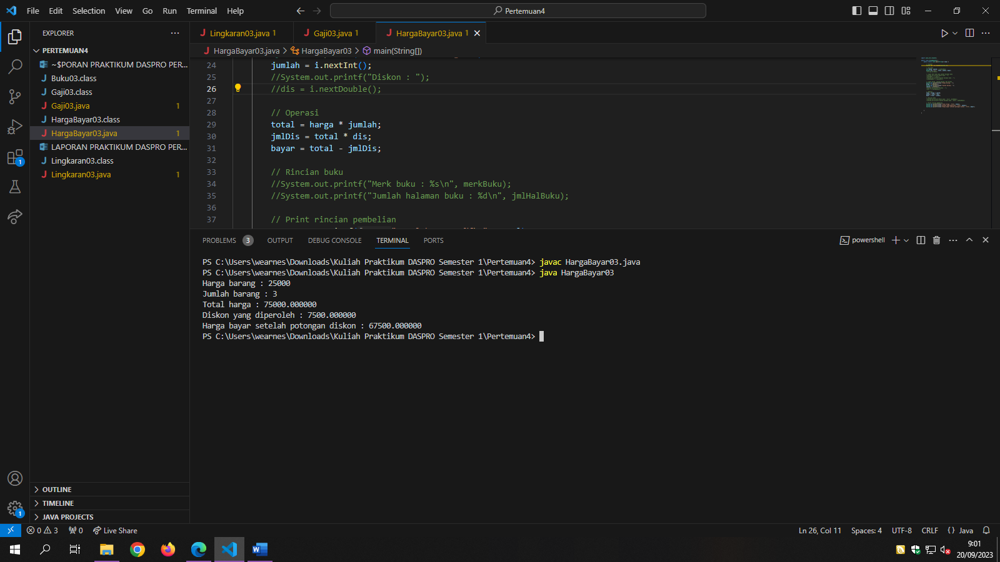 File Edit Selection View Go Run Terminal Help
Pertemuan4
EXPLORER
PERTEMUAN4
~$PORAN PRAKTIKUM DASPRO PER...
Buku03.class
Gaji03.class
Gaji03.java 1
HargaBayar03.class
HargaBayar03.java 1
LAPORAN PRAKTIKUM DASPRO PER...
Lingkaran03.class
Lingkaran03.java 1
OUTLINE
TIMELINE
JAVA PROJECTS
Lingkaran03.java 1 Gaji03.java 1 HargaBayar03.java 1
HargaBayar03.java > HargaBayar03 > main(String[])
24 jumlah = i.nextInt();
25 //System.out.printf("Diskon : ");
26 //dis = i.nextDouble();
27
28 // Operasi
29 total = harga * jumlah;
30 jmlDis = total * dis;
31 bayar = total - jmlDis;
32
33 // Rincian buku
34 //System.out.printf("Merk buku : %s\n", merkBuku);
35 //System.out.printf("Jumlah halaman buku : %d\n", jmlHalBuku);
36
37 // Print rincian pembelian
PROBLEMS 3 OUTPUT DEBUG CONSOLE TERMINAL PORTS
powershell
PS C:\Users\wearnes\Downloads\Kuliah Praktikum DASPRO Semester 1\Pertemuan4> javac HargaBayar03.java
PS C:\Users\wearnes\Downloads\Kuliah Praktikum DASPRO Semester 1\Pertemuan4> java HargaBayar03
Harga barang : 25000
Jumlah barang : 3
Total harga : 75000.000000
Diskon yang diperoleh : 7500.000000
Harga bayar setelah potongan diskon : 67500.000000
PS C:\Users\wearnes\Downloads\Kuliah Praktikum DASPRO Semester 1\Pertemuan4>
1
1
0 3 0 Live Share
Ln 26, Col 11 Spaces: 4 UTF-8 CRLF {} Java
9:01
20/09/2023